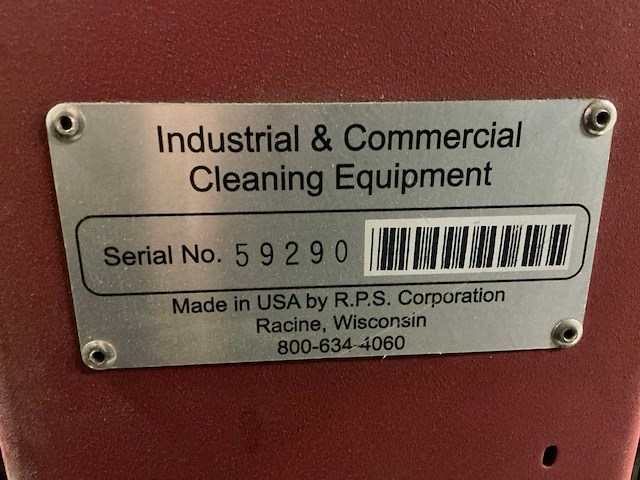 Industrial & Commercial
Cleaning Equipment
Serial No. 59290
Made in USA by R.P.S. Corporation
Racine, Wisconsin
800-634-4060